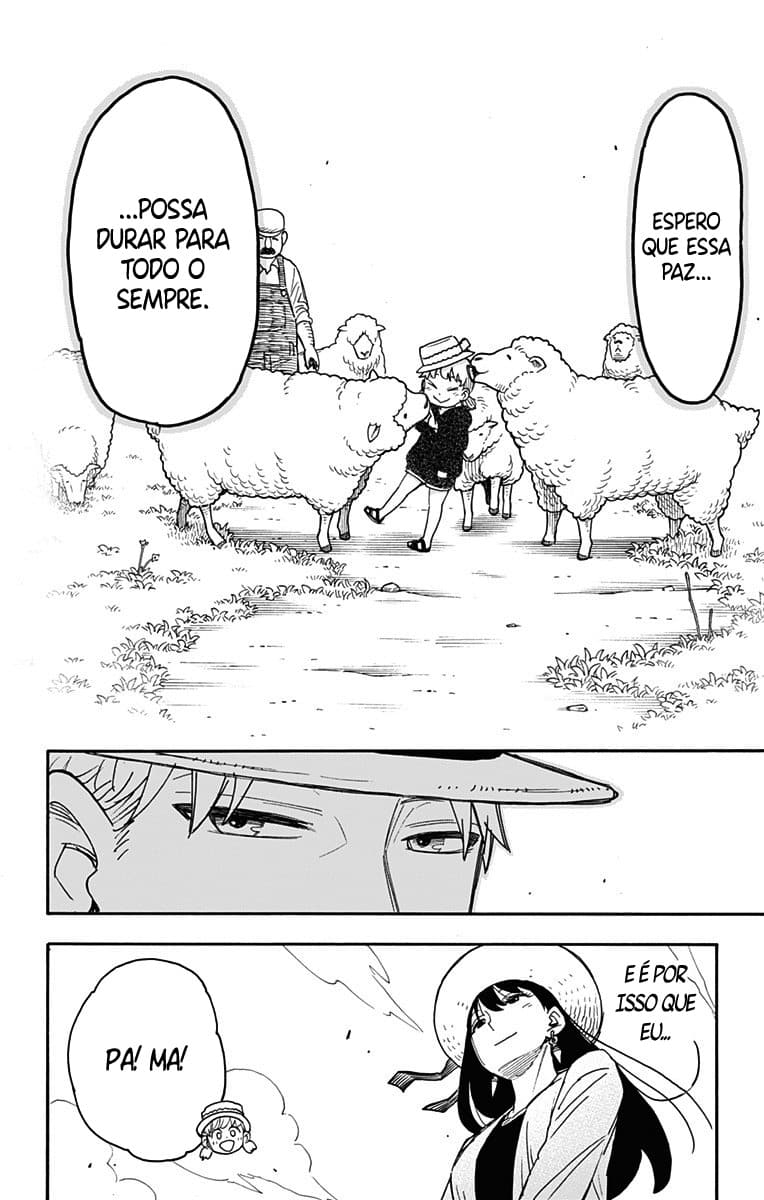 ESPERO
QUE ESSA
PAZ...
...POSSA
DURAR PARA
TODO O
SEMPRE.
E É POR
ISSO QUE
EU...
PA! MA!